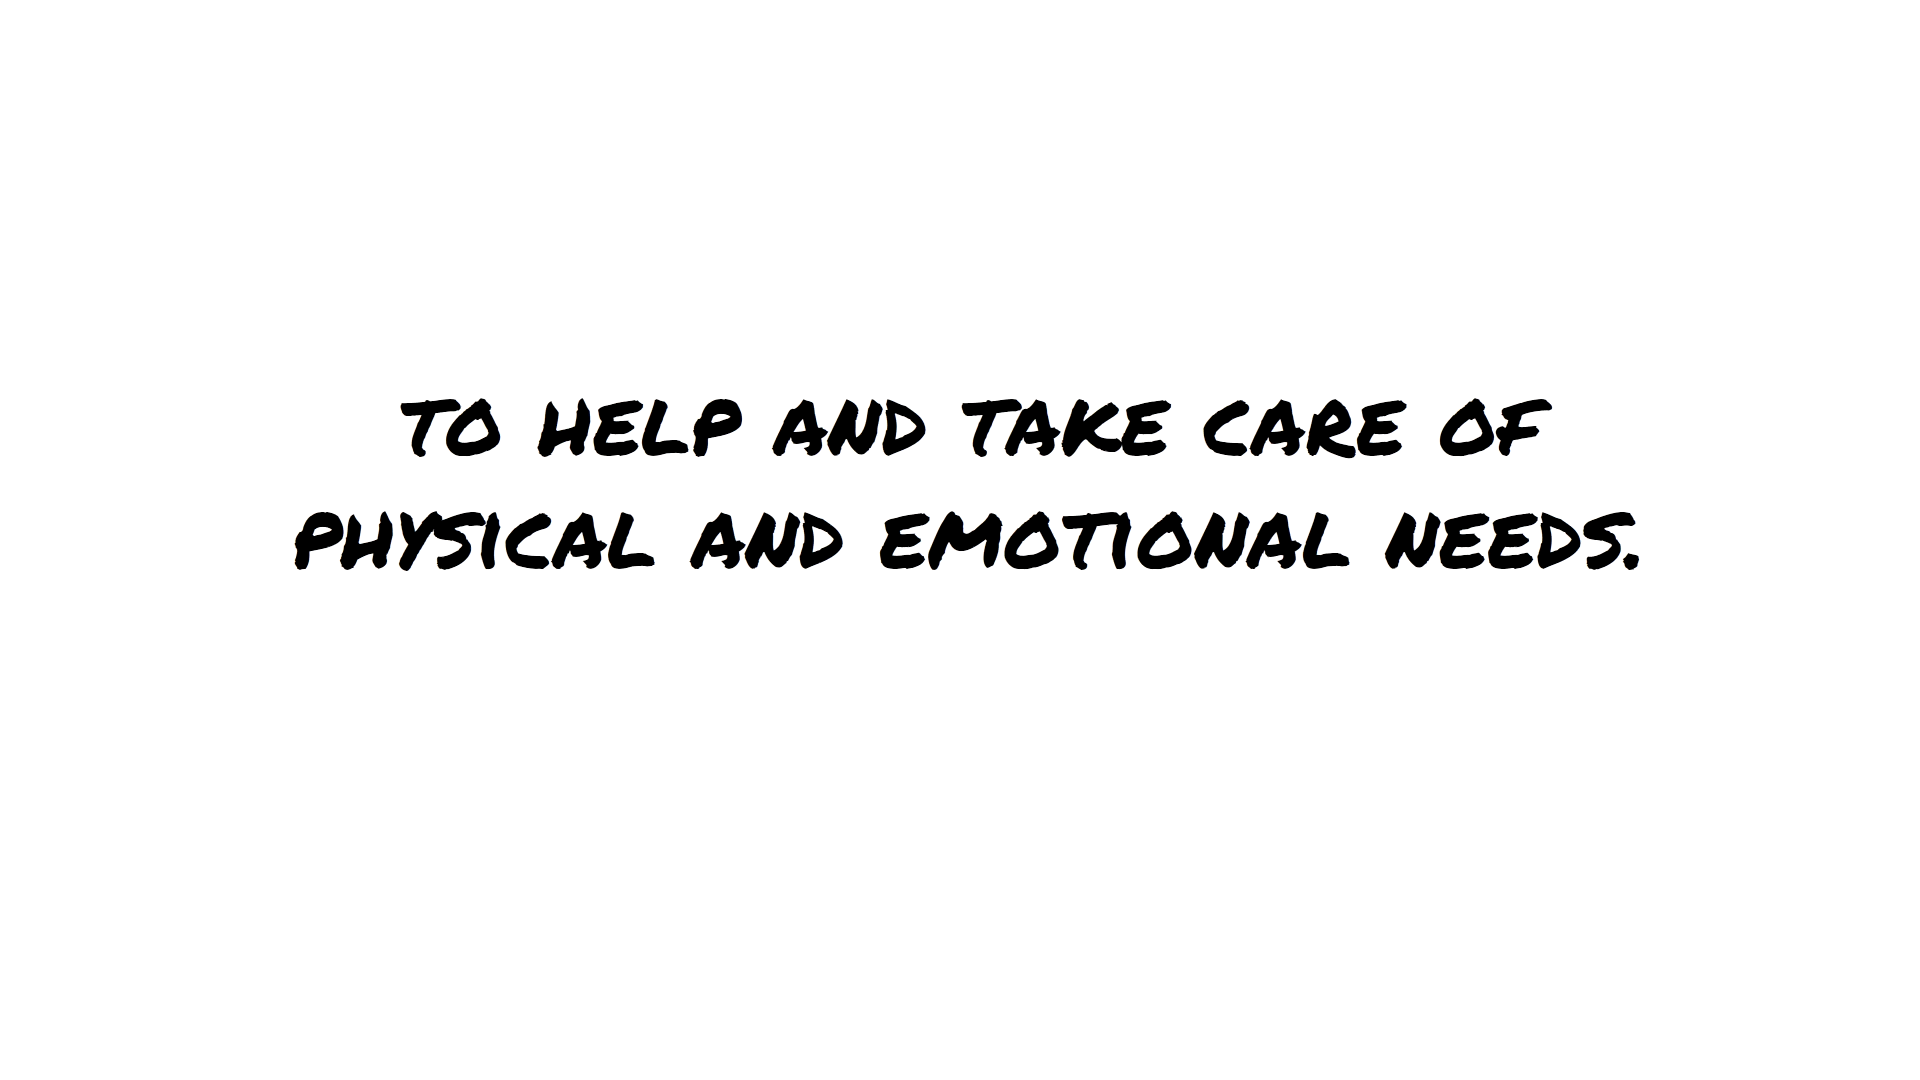 TO HELP AND TAKE CARE OF
PHYSICAL AND EMOTIONAL NEEDS.